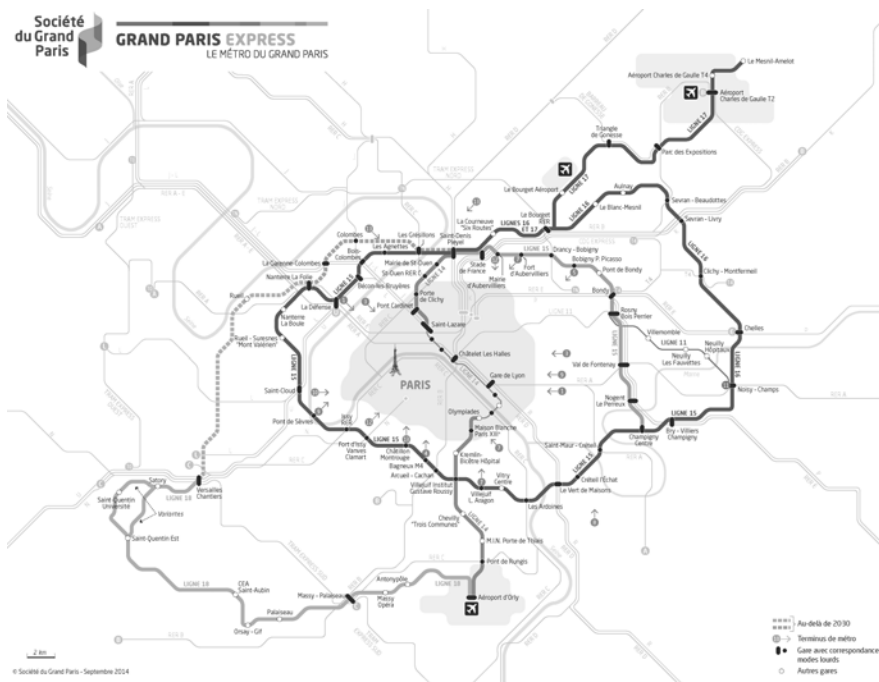 Société
du Grand
Paris
GRAND PARIS EXPRESS
LE MÉTRO DU GRAND PARIS
Le Mesnil-Amelot
Aéroport Charles de Gaulle T4
Aéroport
Charles de Gaulle T2
LIGNE 17
Triangle
de Gonesse
Parc des Expositions
Le Bourget Aéroport
LIGNE 17
Aulnay
Le Blanc-Mesnil
LIGNE 16
Sevran - Beaudottes
Sevran - Livry
Le Bourget
RER
La Courneuve
"Six Routes"
LIGNES 16
ET 17
Saint-Denis
Pleyel
Colombes
Les Grésillons
Les Agnettes
Bois-
Colombes
Mairie de St-Ouen
St-Ouen RER C
LIGNE 14
Stade
de France
LIGNE 15
Mairie
d'Aubervilliers
Fort
d'Aubervilliers
Drancy - Bobigny
Bobigny P. Picasso
Pont de Bondy
Bondy
LIGNE 16
Clichy - Montfermeil
La Garenne-Colombes
Nanterre La Folie
LIGNE 15
Bécon-les-Bruyères
La Défense
Porte
de Clichy
Pont Cardinet
Saint-Lazare
Rueil
Nanterre
La Boule
Rueil - Suresnes
"Mont Valérien"
Rosny
Bois Perrier
LIGNE 15
Villemomble
LIGNE 11
Neuilly
Les Fauvettes
Neuilly
Hôpitaux
Chelles
LIGNE 16
Noisy - Champs
Châtelet Les Halles
LIGNE 14
Gare de Lyon
PARIS
Val de Fontenay
Nogent
Le Perreux
LIGNE 15
Bry - Villiers
Champigny
Champigny
Centre
LIGNE 15
Saint-Cloud
Pont de Sèvres
Issy
RER
Fort d'Issy
Vanves
Clamart
LIGNE 15
Châtillon
Montrouge
Bagneux M4
Arcueil - Cachan
Villejuif Institut
Gustave Roussy
Olympiades
Maison Blanche
Paris XIIIe
Kremlin-
Bicêtre Hôpital
Villejuif
L. Aragon
Vitry
Centre
Les Ardoines
Le Vert de Maisons
Créteil l'Échat
LIGNE 15
Saint-Maur - Créteil
Chevilly
"Trois Communes"
LIGNE 14
M.I.N. Porte de Thiais
Pont de Rungis
Aéroport d'Orly
LIGNE 18
Antonypôle
Massy
Opéra
Massy - Palaiseau
Palaiseau
Orsay - Gif
CEA
Saint-Aubin
LIGNE 18
Saint-Quentin Est
Variantes
Saint Quentin
Université
Satory
LIGNE 18
Versailles
Chantiers
2 km
© Société du Grand Paris - Septembre 2014
Au-delà de 2030
Terminus de métro
Gare avec correspondance
modes lourds
Autres gares